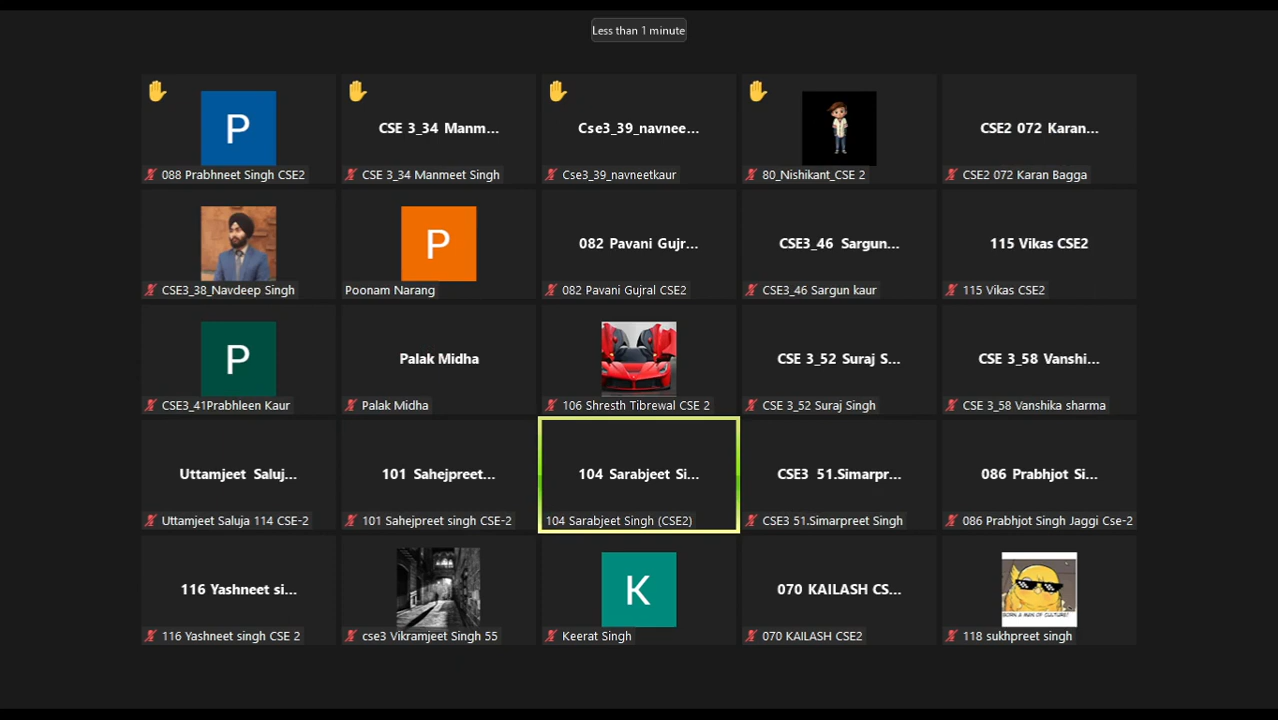 Less than 1 minute
P
CSE 3_34 Manm...
Cse3_39_navnee...
CSE2 072 Karan...
088 Prabhneet Singh CSE2
CSE 3_34 Manmeet Singh
Cse3_39_navneetkaur
80_Nishikant_CSE 2
CSE2 072 Karan Bagga
P
082 Pavani Gujr...
CSE3_46 Sargun...
115 Vikas CSE2
CSE3_38_Navdeep Singh
Poonam Narang
082 Pavani Gujral CSE2
CSE3_46 Sargun kaur
115 Vikas CSE2
P
Palak Midha
CSE 3_52 Suraj S...
CSE 3_58 Vanshi...
CSE3_41Prabhleen Kaur
Palak Midha
106 Shresth Tibrewal CSE 2
CSE 3_52 Suraj Singh
CSE 3_58 Vanshika sharma
Uttamjeet Saluj...
101 Sahejpreet...
104 Sarabjeet Si...
CSE3 51.Simarpr...
086 Prabhjot Si...
Uttamjeet Saluja 114 CSE-2
101 Sahejpreet singh CSE-2
104 Sarabjeet Singh (CSE2)
CSE3 51.Simarpreet Singh
086 Prabhjot Singh Jaggi Cse-2
116 Yashneet si...
K
070 KAILASH CS...
BORN A MAN OF CULTURE!
116 Yashneet singh CSE 2
cse3 Vikramjeet Singh 55
Keerat Singh
070 KAILASH CSE2
118 sukhpreet singh